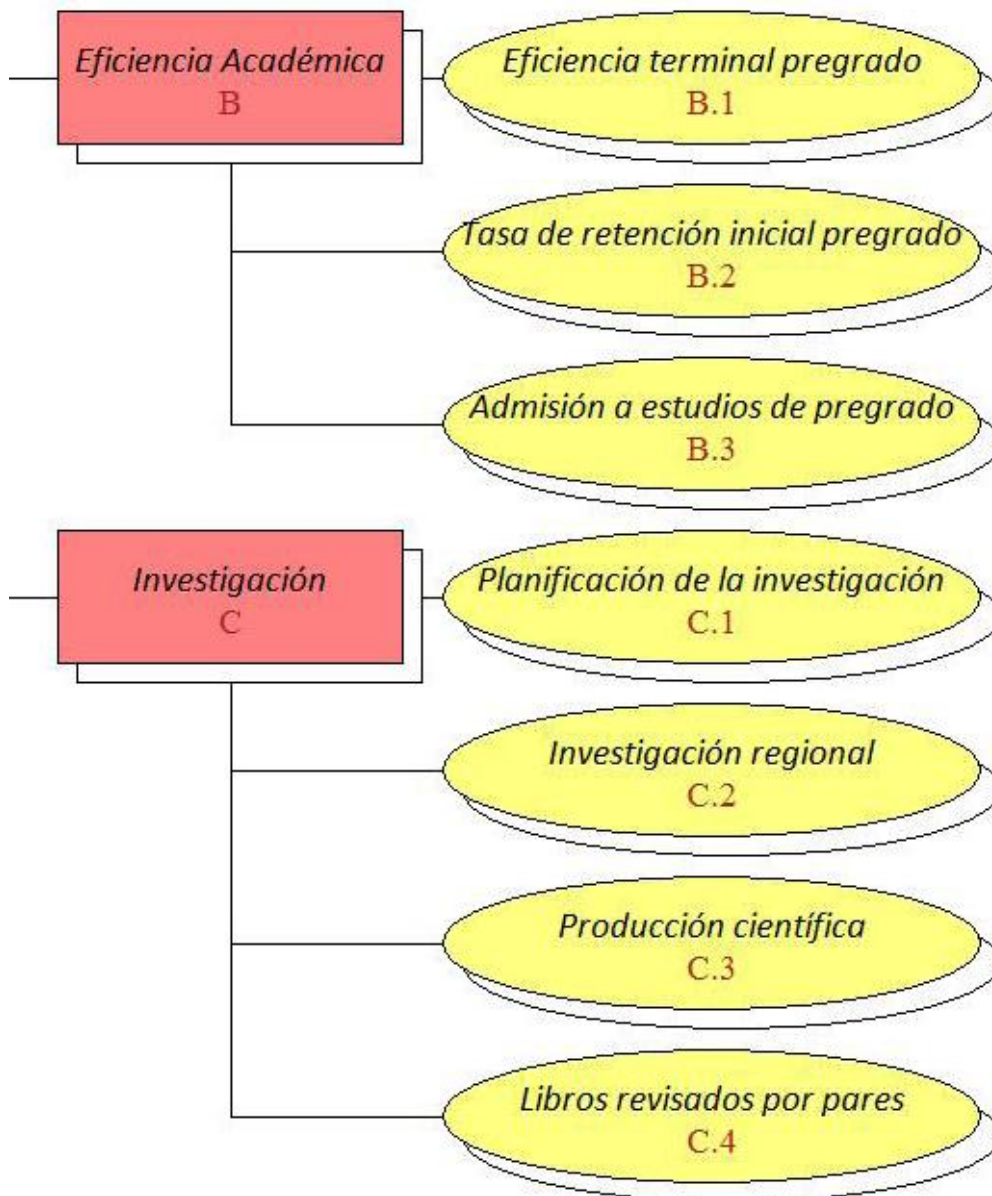 Eficiencia Académica
B
Eficiencia terminal pregrado
B.1
Tasa de retención inicial pregrado
B.2
Admisión a estudios de pregrado
B.3
Investigación
C
Planificación de la investigación
C.1
Investigación regional
C.2
Producción científica
C.3
Libros revisados por pares
C.4